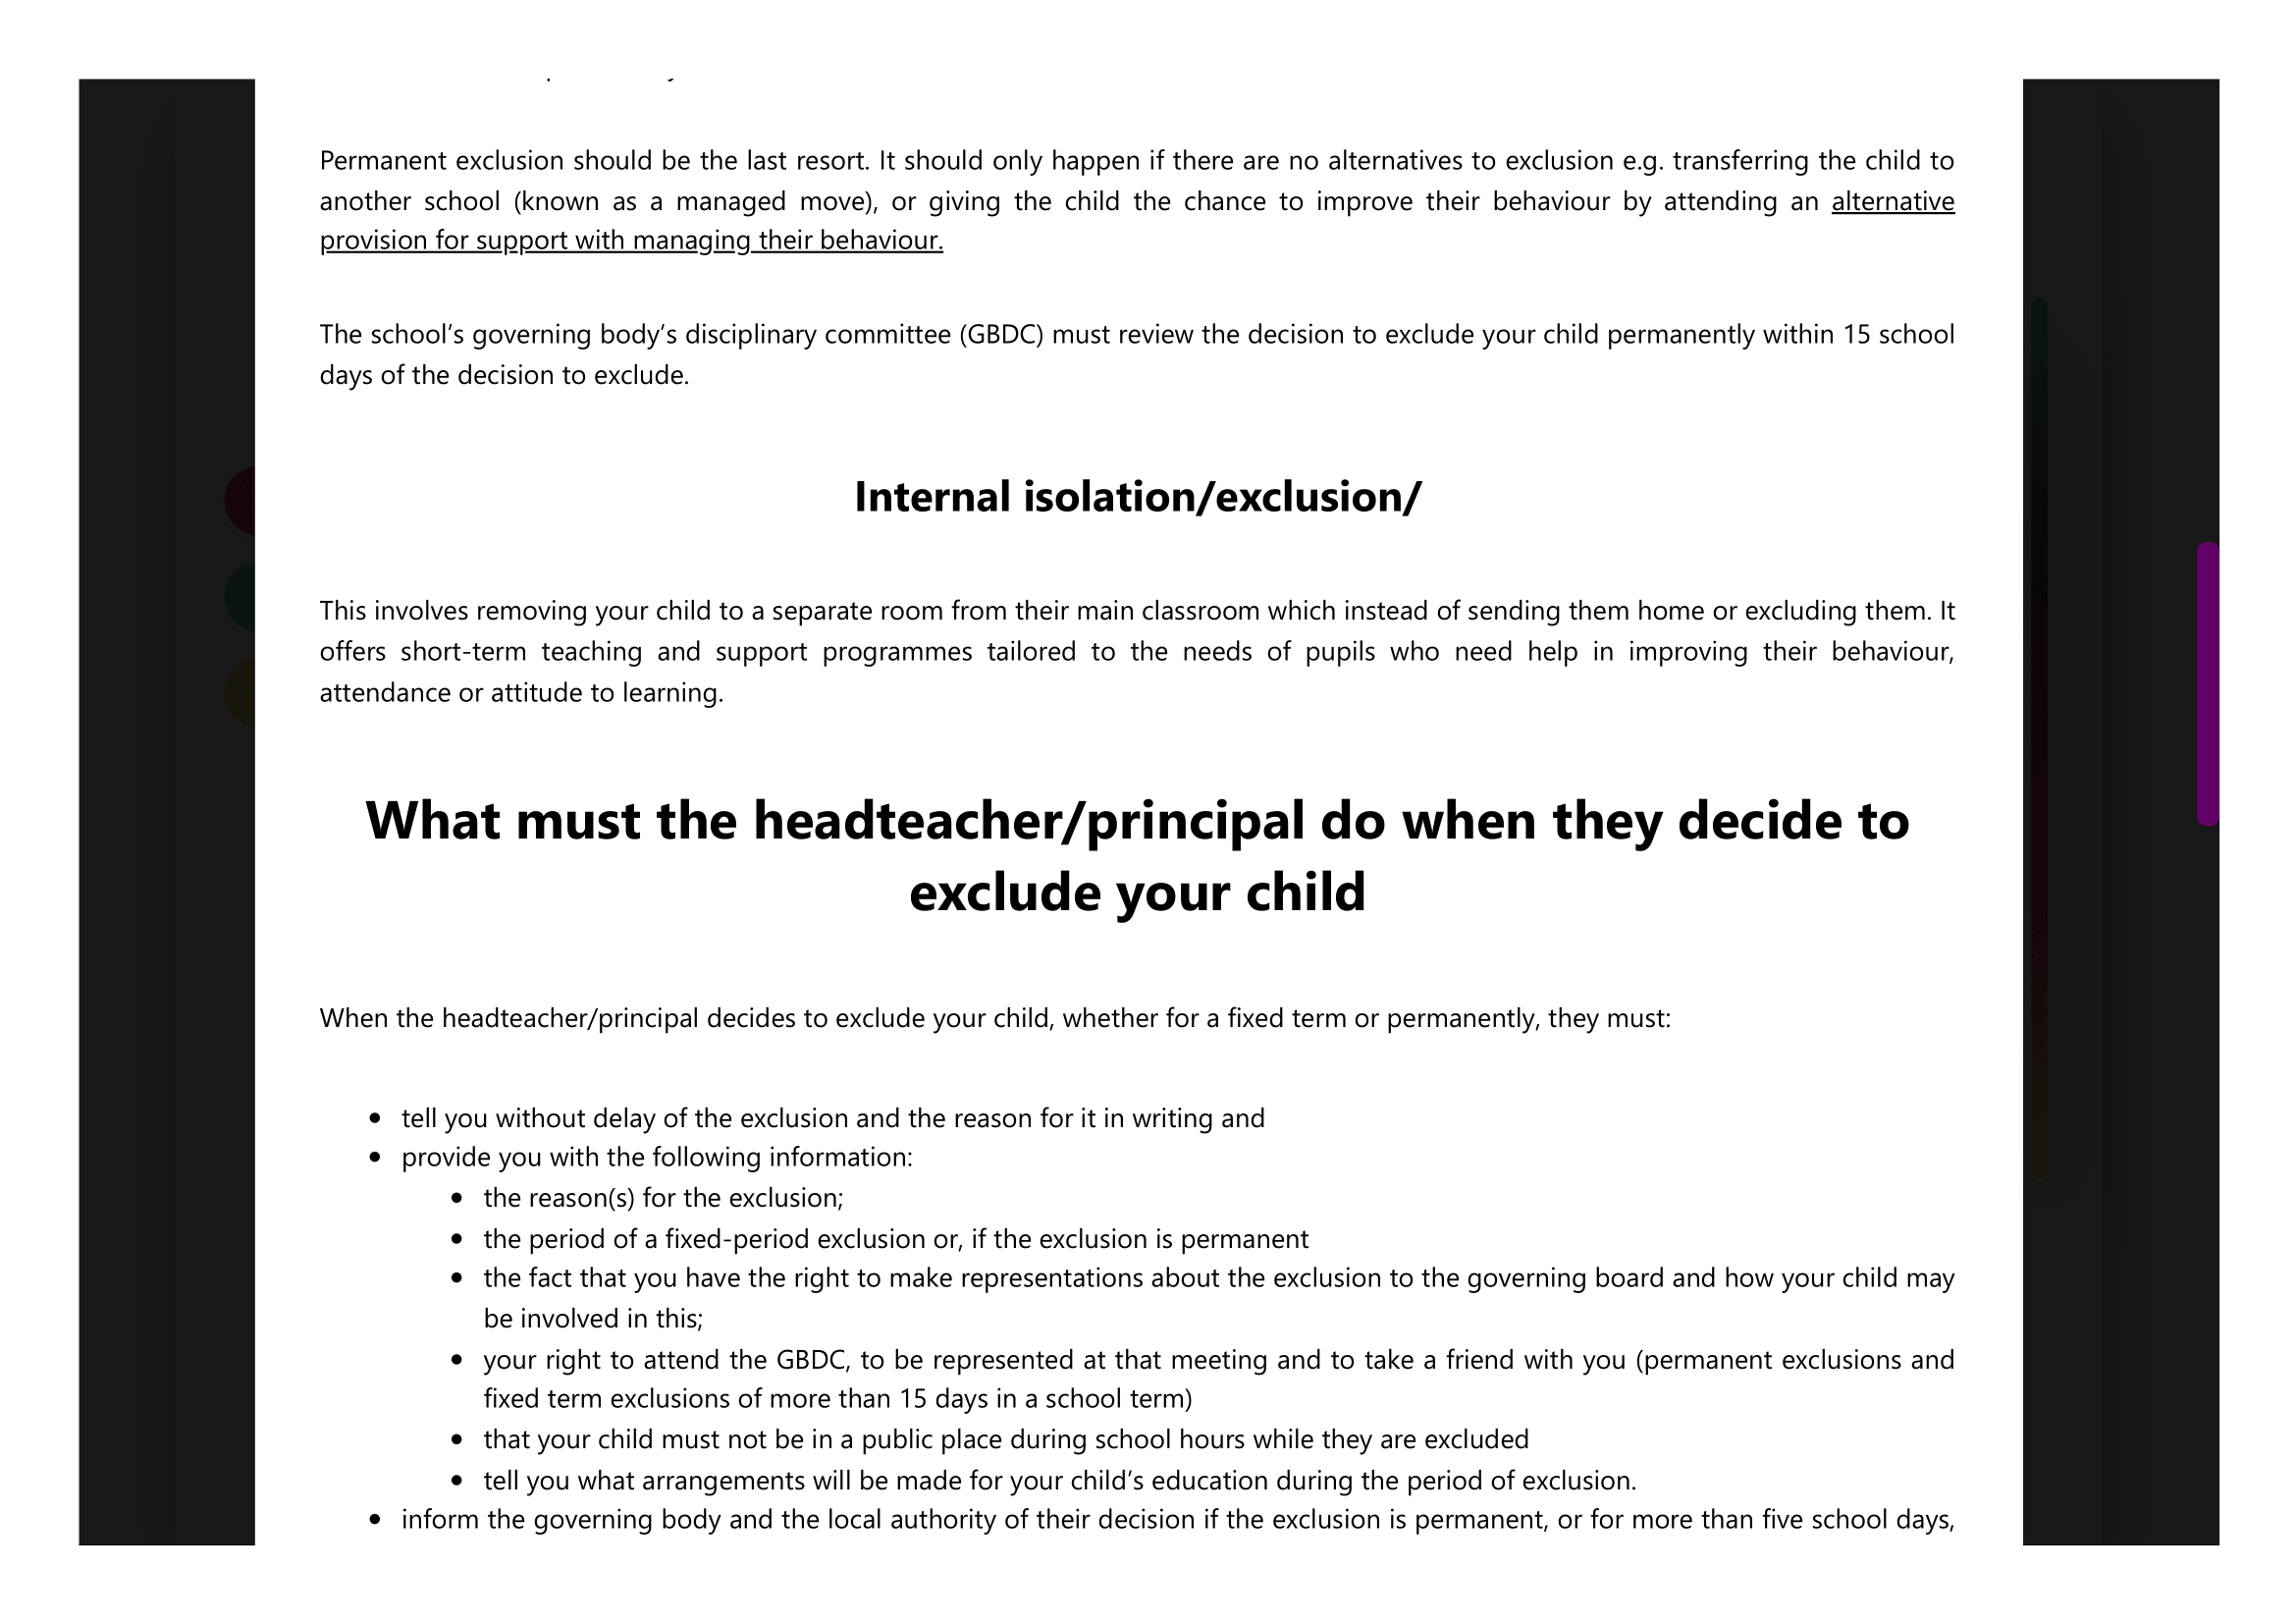 Permanent exclusion should be the last resort. It should only happen if there are no alternatives to exclusion e.g. transferring the child to
another school (known as a managed move), or giving the child the chance to improve their behaviour by attending an alternative
provision for support with managing their behaviour.
The school’s governing body’s disciplinary committee (GBDC) must review the decision to exclude your child permanently within 15 school
days of the decision to exclude.
Internal isolation/exclusion/
This involves removing your child to a separate room from their main classroom which instead of sending them home or excluding them. It
offers short-term teaching and support programmes tailored to the needs of pupils who need help in improving their behaviour,
attendance or attitude to learning.
What must the headteacher/principal do when they decide to
exclude your child
When the headteacher/principal decides to exclude your child, whether for a fixed term or permanently, they must:
• tell you without delay of the exclusion and the reason for it in writing and
• provide you with the following information:
• the reason(s) for the exclusion;
• the period of a fixed-period exclusion or, if the exclusion is permanent
• the fact that you have the right to make representations about the exclusion to the governing board and how your child may
be involved in this;
• your right to attend the GBDC, to be represented at that meeting and to take a friend with you (permanent exclusions and
fixed term exclusions of more than 15 days in a school term)
• that your child must not be in a public place during school hours while they are excluded
• tell you what arrangements will be made for your child’s education during the period of exclusion.
• inform the governing body and the local authority of their decision if the exclusion is permanent, or for more than five school days,